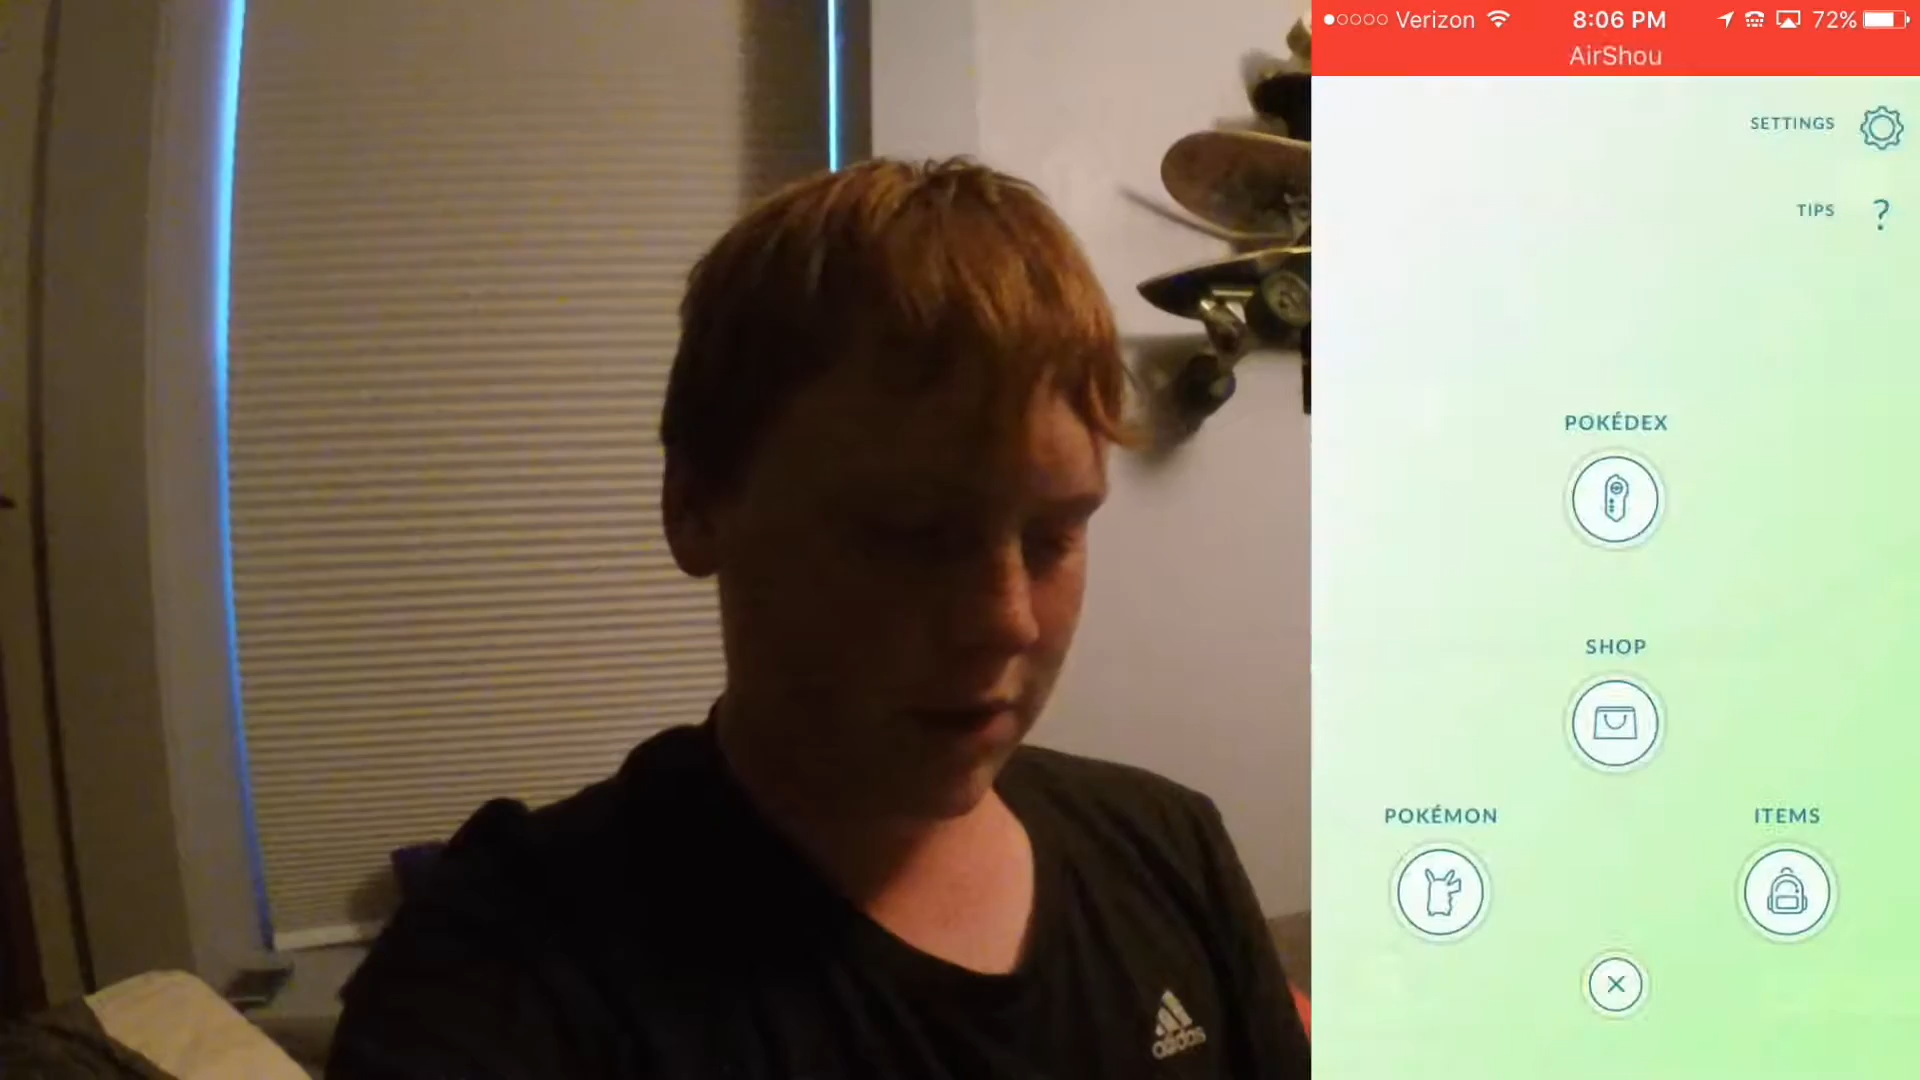 ●○○○○ Verizon 8:06 PM 72%
AirShou
SETTINGS
TIPS ?
POKÉDEX
SHOP
POKÉMON
ITEMS
adidas